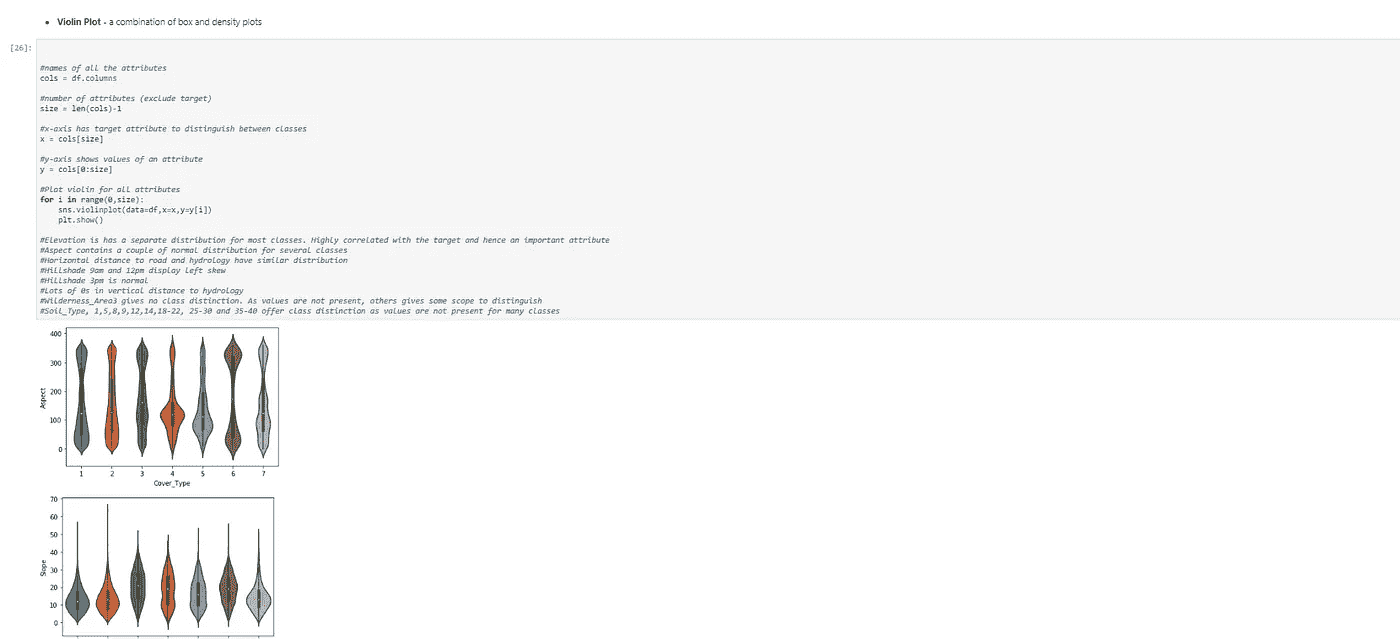 • Violin Plot - a combination of box and density plots
[26]:
#names of all the attributes
cols = df.columns
#number of attributes (exclude target)
size = len(cols)-1
#x-axis has target attribute to distinguish between classes
x = cols[size]
#y-axis shows values of an attribute
y = cols[0:size]
#Plot violin for all attributes
for i in range(0,size):
    sns.violinplot(data=df,x=x,y=y[i])
    plt.show()
#Elevation is has a separate distribution for most classes. Highly correlated with the target and hence an important attribute
#Aspect contains a couple of normal distribution for several classes
#Horizontal distance to road and hydrology have similar distribution
#Hillshade 9am and 12pm display left skew
#Hillshade 3pm is normal
#Lots of 0s in vertical distance to hydrology
#Wilderness_Area3 gives no class distinction. As values are not present, others gives some scope to distinguish
#Soil_Type, 1,5,8,9,12,14,18-22, 25-30 and 35-40 offer class distinction as values are not present for many classes
400
300
200
100
0
Aspect
1 2 3 4 5 6 7
Cover_Type
70
60
50
40
30
20
10
0
Slope